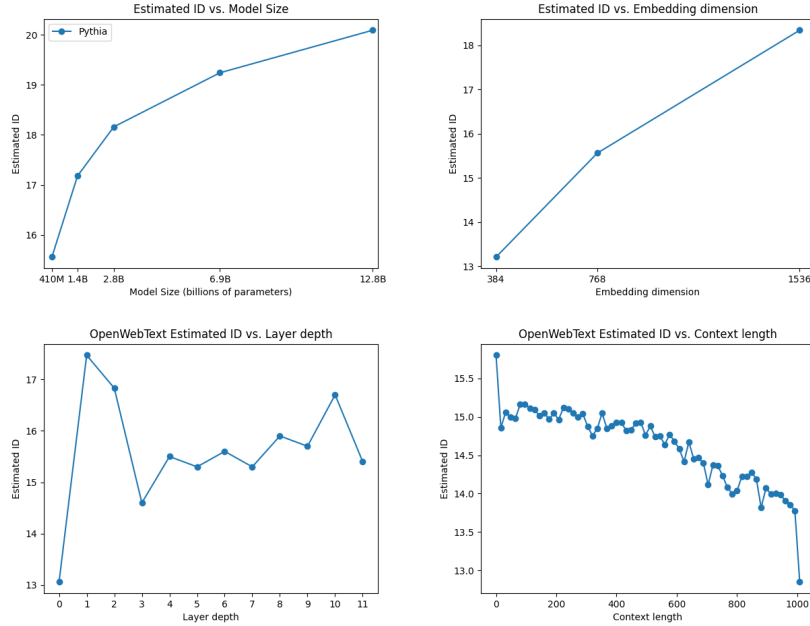 Estimated ID vs. Model Size
Pythia
20
19
18
17
16
Estimated ID
410M 1.4B 2.8B 6.9B 12.8B
Model Size (billions of parameters)
Estimated ID vs. Embedding dimension
18
17
16
15
14
13
Estimated ID
384 768 1536
Embedding dimension
OpenWebText Estimated ID vs. Layer depth
17
16
15
14
13
Estimated ID
0 1 2 3 4 5 6 7 8 9 10 11
Layer depth
OpenWebText Estimated ID vs. Context length
15.5
15.0
14.5
14.0
13.5
13.0
Estimated ID
0 200 400 600 800 1000
Context length